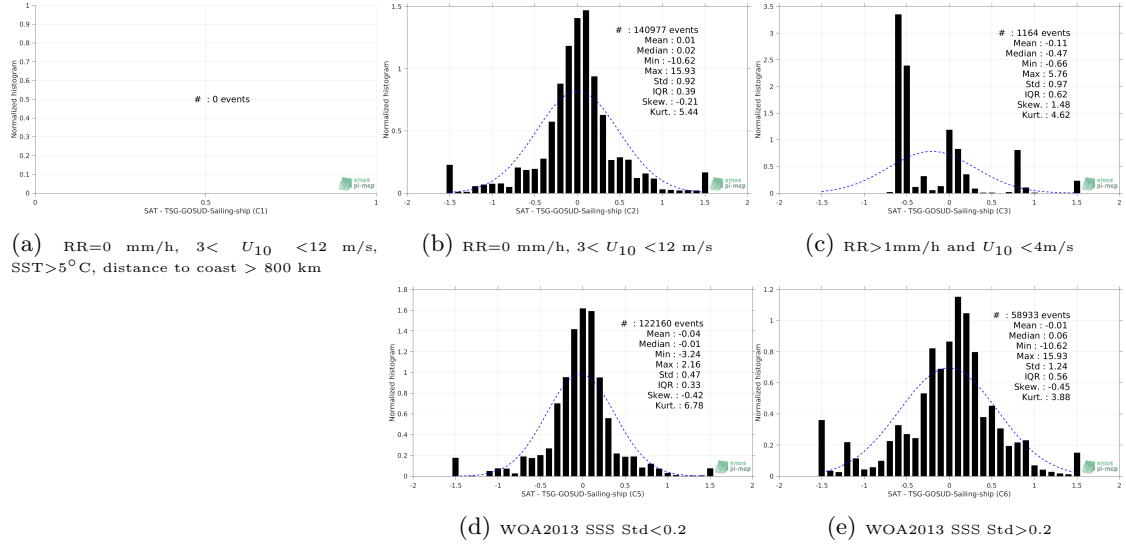 1
0.9
0.8
0.7
0.6
0.5
0.4
0.3
0.2
0.1
0
Normalized histogram
# : 0 events
smos
pi-mep
0 0.5 1
SAT - TSG-GOSUD-Sailing-ship (C1)
(a) RR=0 mm/h, 3< U10 <12 m/s,
SST>5°C, distance to coast > 800 km
1.5
1
0.5
0
Normalized histogram
# : 140977 events
Mean : 0.01
Median : 0.02
Min : -10.62
Max : 15.93
Std : 0.92
IQR : 0.39
Skew. : -0.21
Kurt. : 5.44
smos
pi-mep
-2 -1.5 -1 -0.5 0 0.5 1 1.5 2
SAT - TSG-GOSUD-Sailing-ship (C2)
(b) RR=0 mm/h, 3< U10 <12 m/s
3.5
3
2.5
2
1.5
1
0.5
0
Normalized histogram
# : 1164 events
Mean : -0.11
Median : -0.47
Min : -0.66
Max : 5.76
Std : 0.97
IQR : 0.62
Skew. : 1.48
Kurt. : 4.62
smos
pi-mep
-2 -1.5 -1 -0.5 0 0.5 1 1.5 2
SAT - TSG-GOSUD-Sailing-ship (C3)
(c) RR>1mm/h and U10 <4m/s
1.8
1.6
1.4
1.2
1
0.8
0.6
0.4
0.2
0
Normalized histogram
# : 122160 events
Mean : -0.04
Median : -0.01
Min : -3.24
Max : 2.16
Std : 0.47
IQR : 0.33
Skew. : -0.42
Kurt. : 6.78
smos
pi-mep
-2 -1.5 -1 -0.5 0 0.5 1 1.5 2
SAT - TSG-GOSUD-Sailing-ship (C5)
(d) WOA2013 SSS Std<0.2
1.2
1
0.8
0.6
0.4
0.2
0
Normalized histogram
# : 58933 events
Mean : -0.01
Median : 0.06
Min : -10.62
Max : 15.93
Std : 1.24
IQR : 0.56
Skew. : -0.45
Kurt. : 3.88
smos
pi-mep
-2 -1.5 -1 -0.5 0 0.5 1 1.5 2
SAT - TSG-GOSUD-Sailing-ship (C6)
(e) WOA2013 SSS Std>0.2